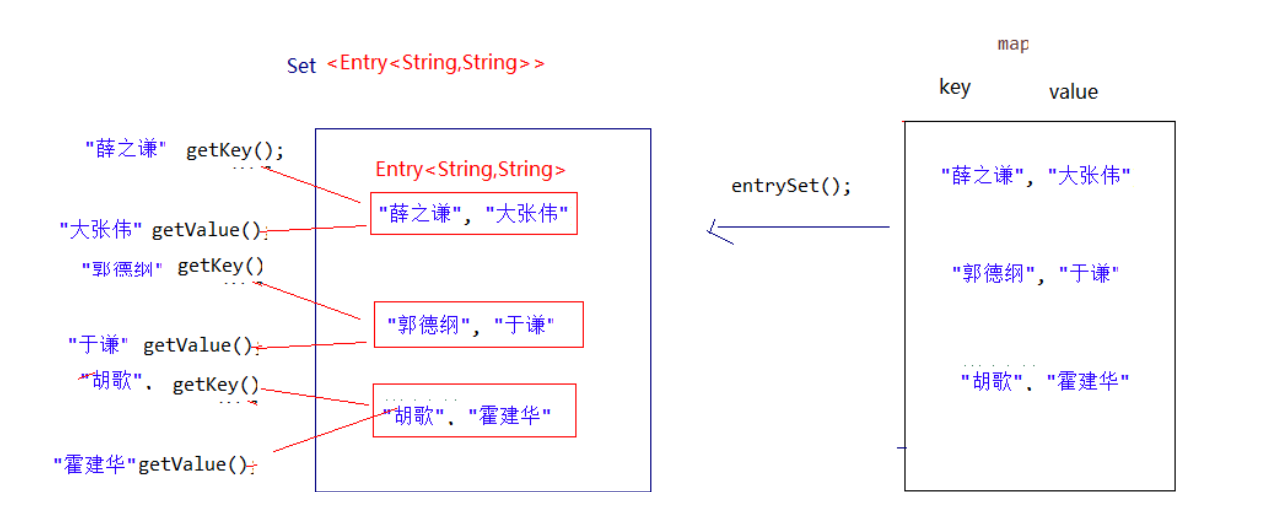 map
Set <Entry<String,String>>
key value
"薛之谦" getKey();
Entry<String,String>
"薛之谦", "大张伟"
"大张伟" getValue();
"郭德纲" getKey()
"郭德纲", "于谦"
"于谦" getValue();
"胡歌". getKey()
"胡歌". "霍建华"
"霍建华"getValue();
entrySet();
"薛之谦", "大张伟"
"郭德纲", "于谦"
"胡歌". "霍建华"